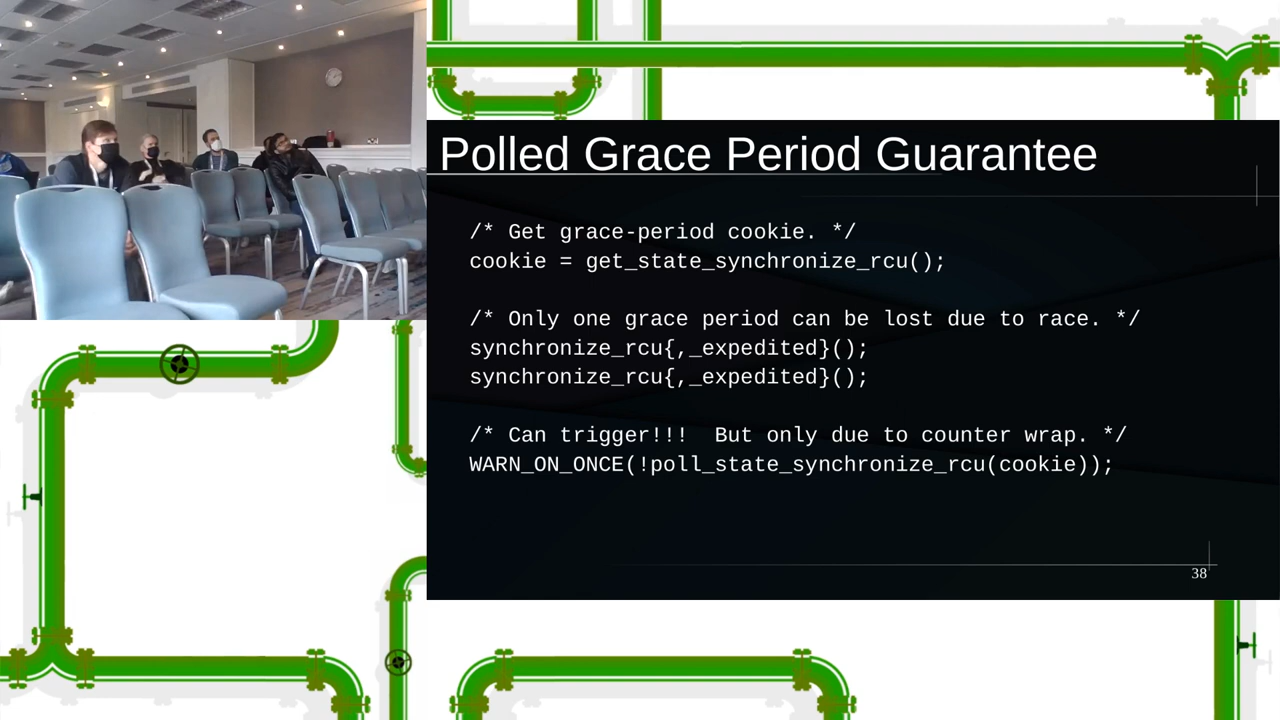 Polled Grace Period Guarantee
/* Get grace-period cookie. */
cookie = get_state_synchronize_rcu();
/* Only one grace period can be lost due to race. */
synchronize_rcu{,_expedited}();
synchronize_rcu{,_expedited}();
/* Can trigger!!!  But only due to counter wrap. */
WARN_ON_ONCE(!poll_state_synchronize_rcu(cookie));
38